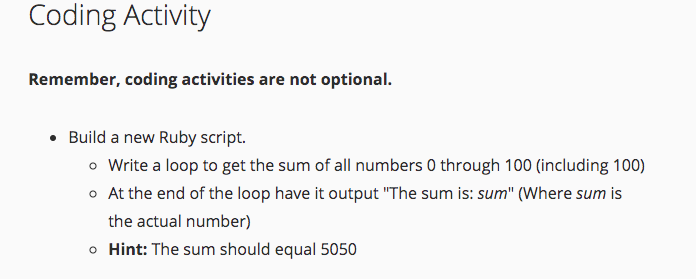 Coding Activity
Remember, coding activities are not optional.
• Build a new Ruby script.
○ Write a loop to get the sum of all numbers 0 through 100 (including 100)
○ At the end of the loop have it output "The sum is: sum" (Where sum is
the actual number)
○ Hint: The sum should equal 5050